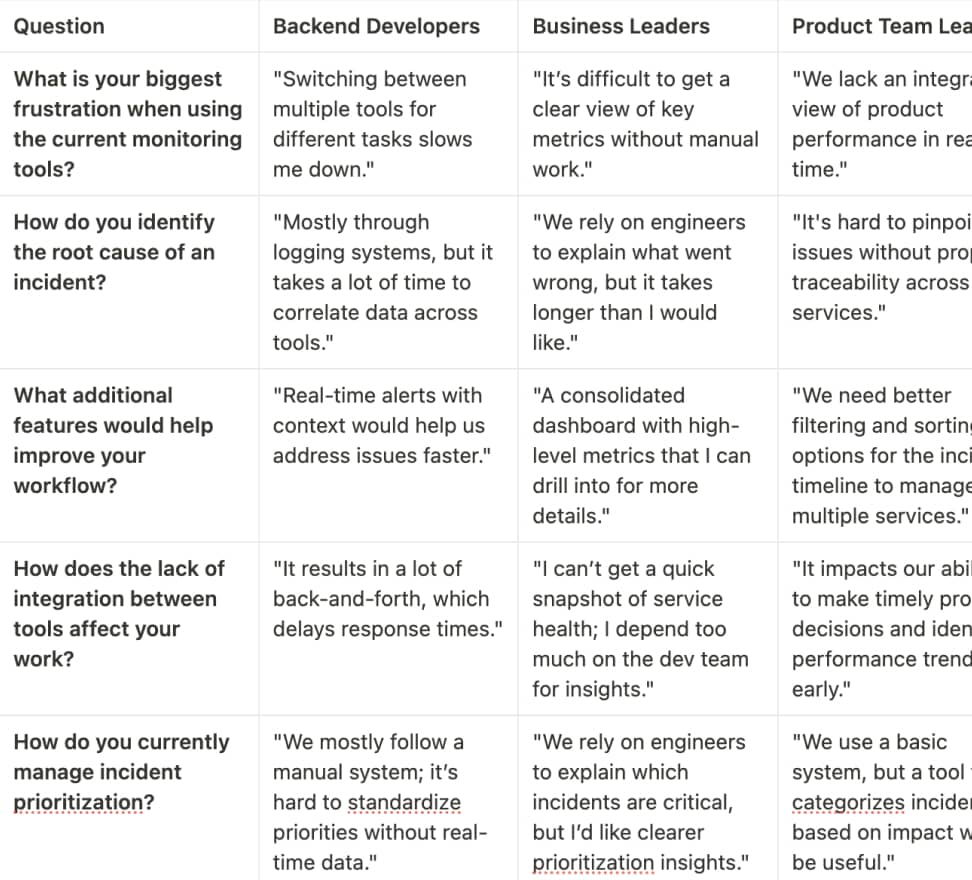 Question
Backend Developers
Business Leaders
Product Team
What is your biggest
frustration when using
the current monitoring
tools?
"Switching between
multiple tools for
different tasks slows
me down."
"It’s difficult to get a
clear view of key
metrics without manual
work."
"We lack an
view of product
performance in
time."
How do you identify
the root cause of an
incident?
"Mostly through
logging systems, but it
takes a lot of time to
correlate data across
tools."
"We rely on engineers
to explain what went
wrong, but it takes
longer than I would
like."
"It's hard to
issues without
traceability across
services."
What additional
features would help
improve your
workflow?
"Real-time alerts with
context would help us
address issues faster."
"A consolidated
dashboard with high-
level metrics that I can
drill into for more
details."
"We need better
filtering and
options for the
timeline to manage
multiple services."
How does the lack of
integration between
tools affect your
work?
"It results in a lot of
back-and-forth, which
delays response times."
"I can’t get a quick
snapshot of service
health; I depend too
much on the dev team
for insights."
"It impacts our
to make timely
decisions and
performance
early."
How do you currently
manage incident
prioritization?
"We mostly follow a
manual system; it’s
hard to standardize
priorities without real-
time data."
"We rely on engineers
to explain which
incidents are critical,
but I’d like clearer
prioritization insights."
"We use a basic
system, but a tool
categorizes
based on impact
be useful."